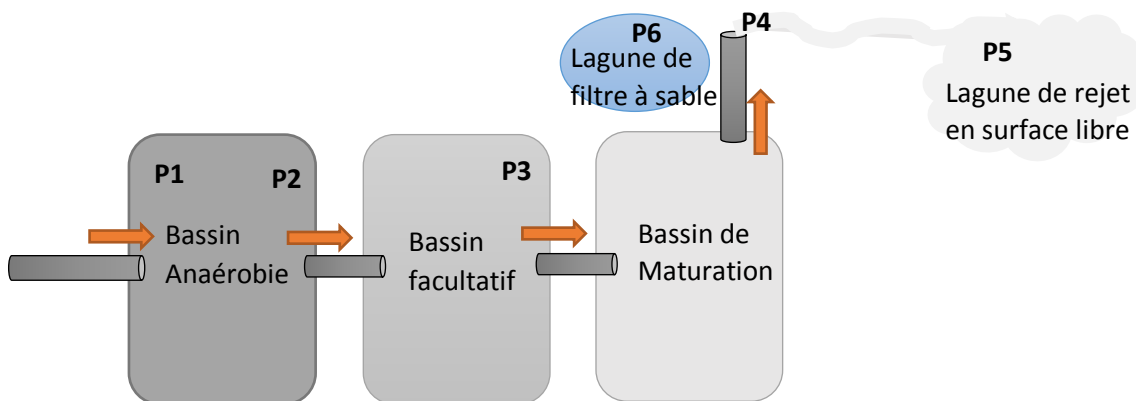 P1
Bassin
Anaérobie
P2
Bassin
facultatif
P3
Bassin de
Maturation
P4
P6
Lagune de
filtre à sable
P5
Lagune de rejet
en surface libre